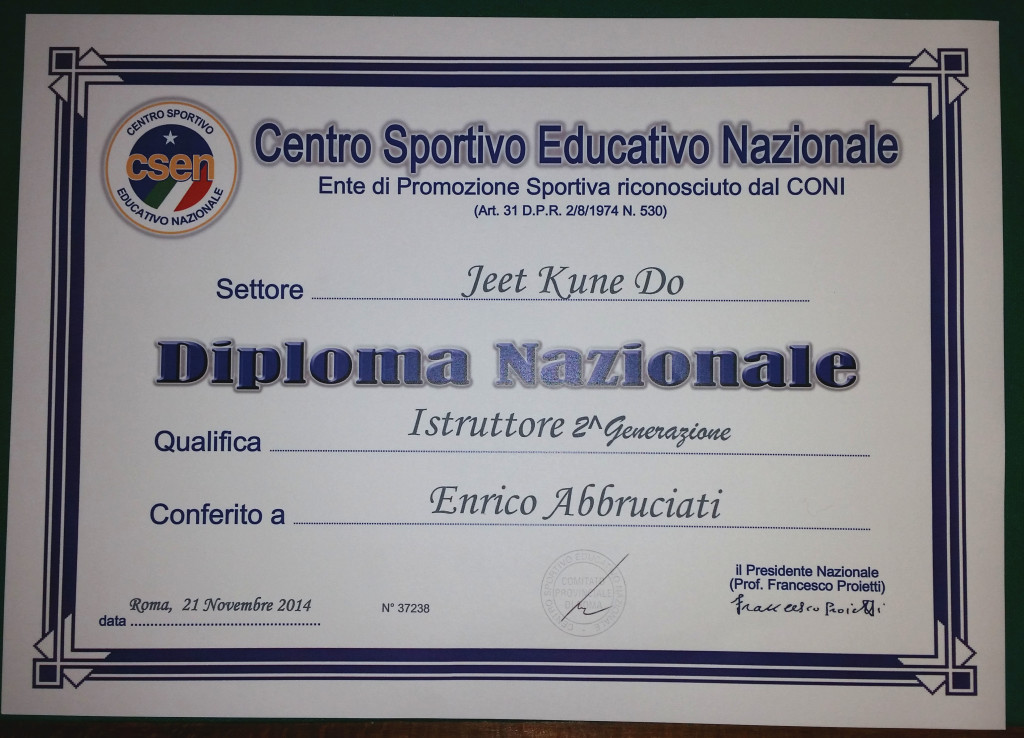 CENTRO SPORTIVO
csen
EDUCATIVO NAZIONALE
Centro Sportivo Educativo Nazionale
Ente di Promozione Sportiva riconosciuto dal CONI
(Art. 31 D.P.R. 2/8/1974 N. 530)
Settore Jeet Kune Do
Diploma Nazionale
Qualifica Istruttore 2^ Generazione
Conferito a Enrico Abbruciati
il Presidente Nazionale
(Prof. Francesco Proietti)
Francesco Proietti
data Roma, 21 Novembre 2014
N° 37238
COMITATO
PROVINCIALE